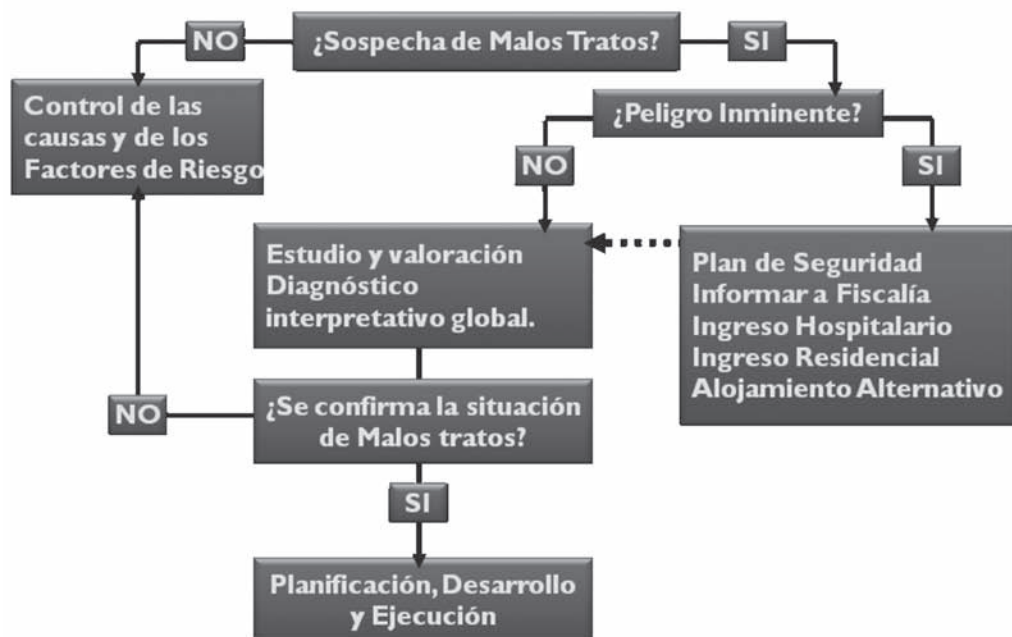 ¿Sospecha de Malos Tratos?
NO
SI
Control de las
causas y de los
Factores de Riesgo
¿Peligro Inminente?
NO
SI
Estudio y valoración
Diagnóstico
interpretativo global.
Plan de Seguridad
Informar a Fiscalía
Ingreso Hospitalario
Ingreso Residencial
Alojamiento Alternativo
¿Se confirma la situación
de Malos tratos?
NO
SI
Planificación, Desarrollo
y Ejecución